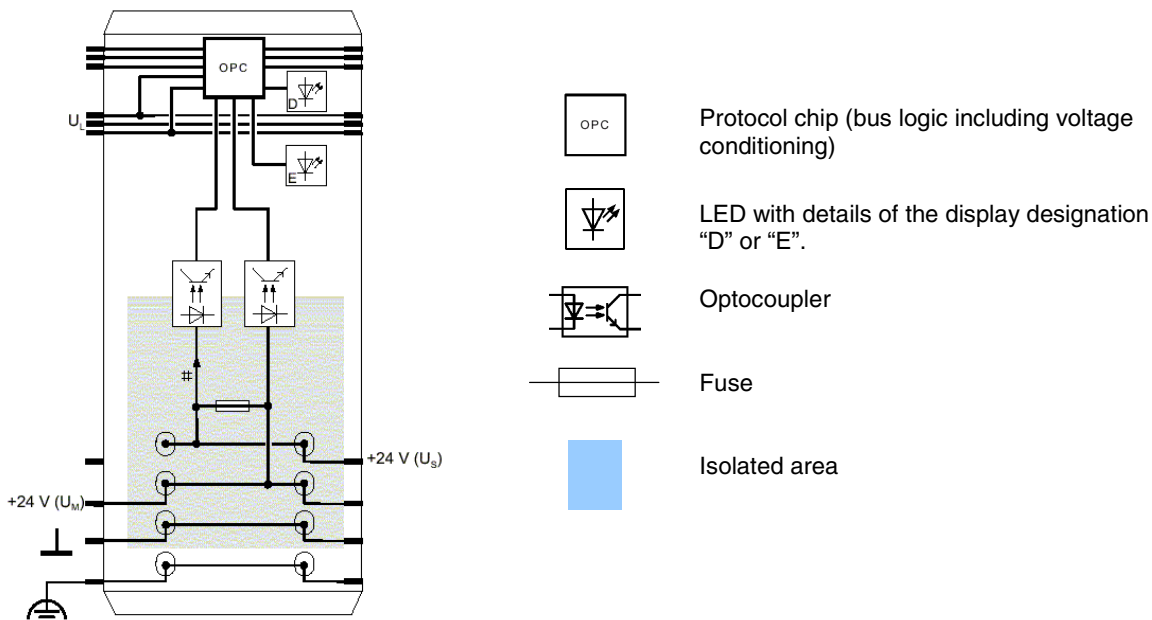 OPC
D
U_L
E
#
+24 V (U_S)
+24 V (U_M)
OPC
Protocol chip (bus logic including voltage
conditioning)
LED with details of the display designation
“D” or “E”.
Optocoupler
Fuse
Isolated area